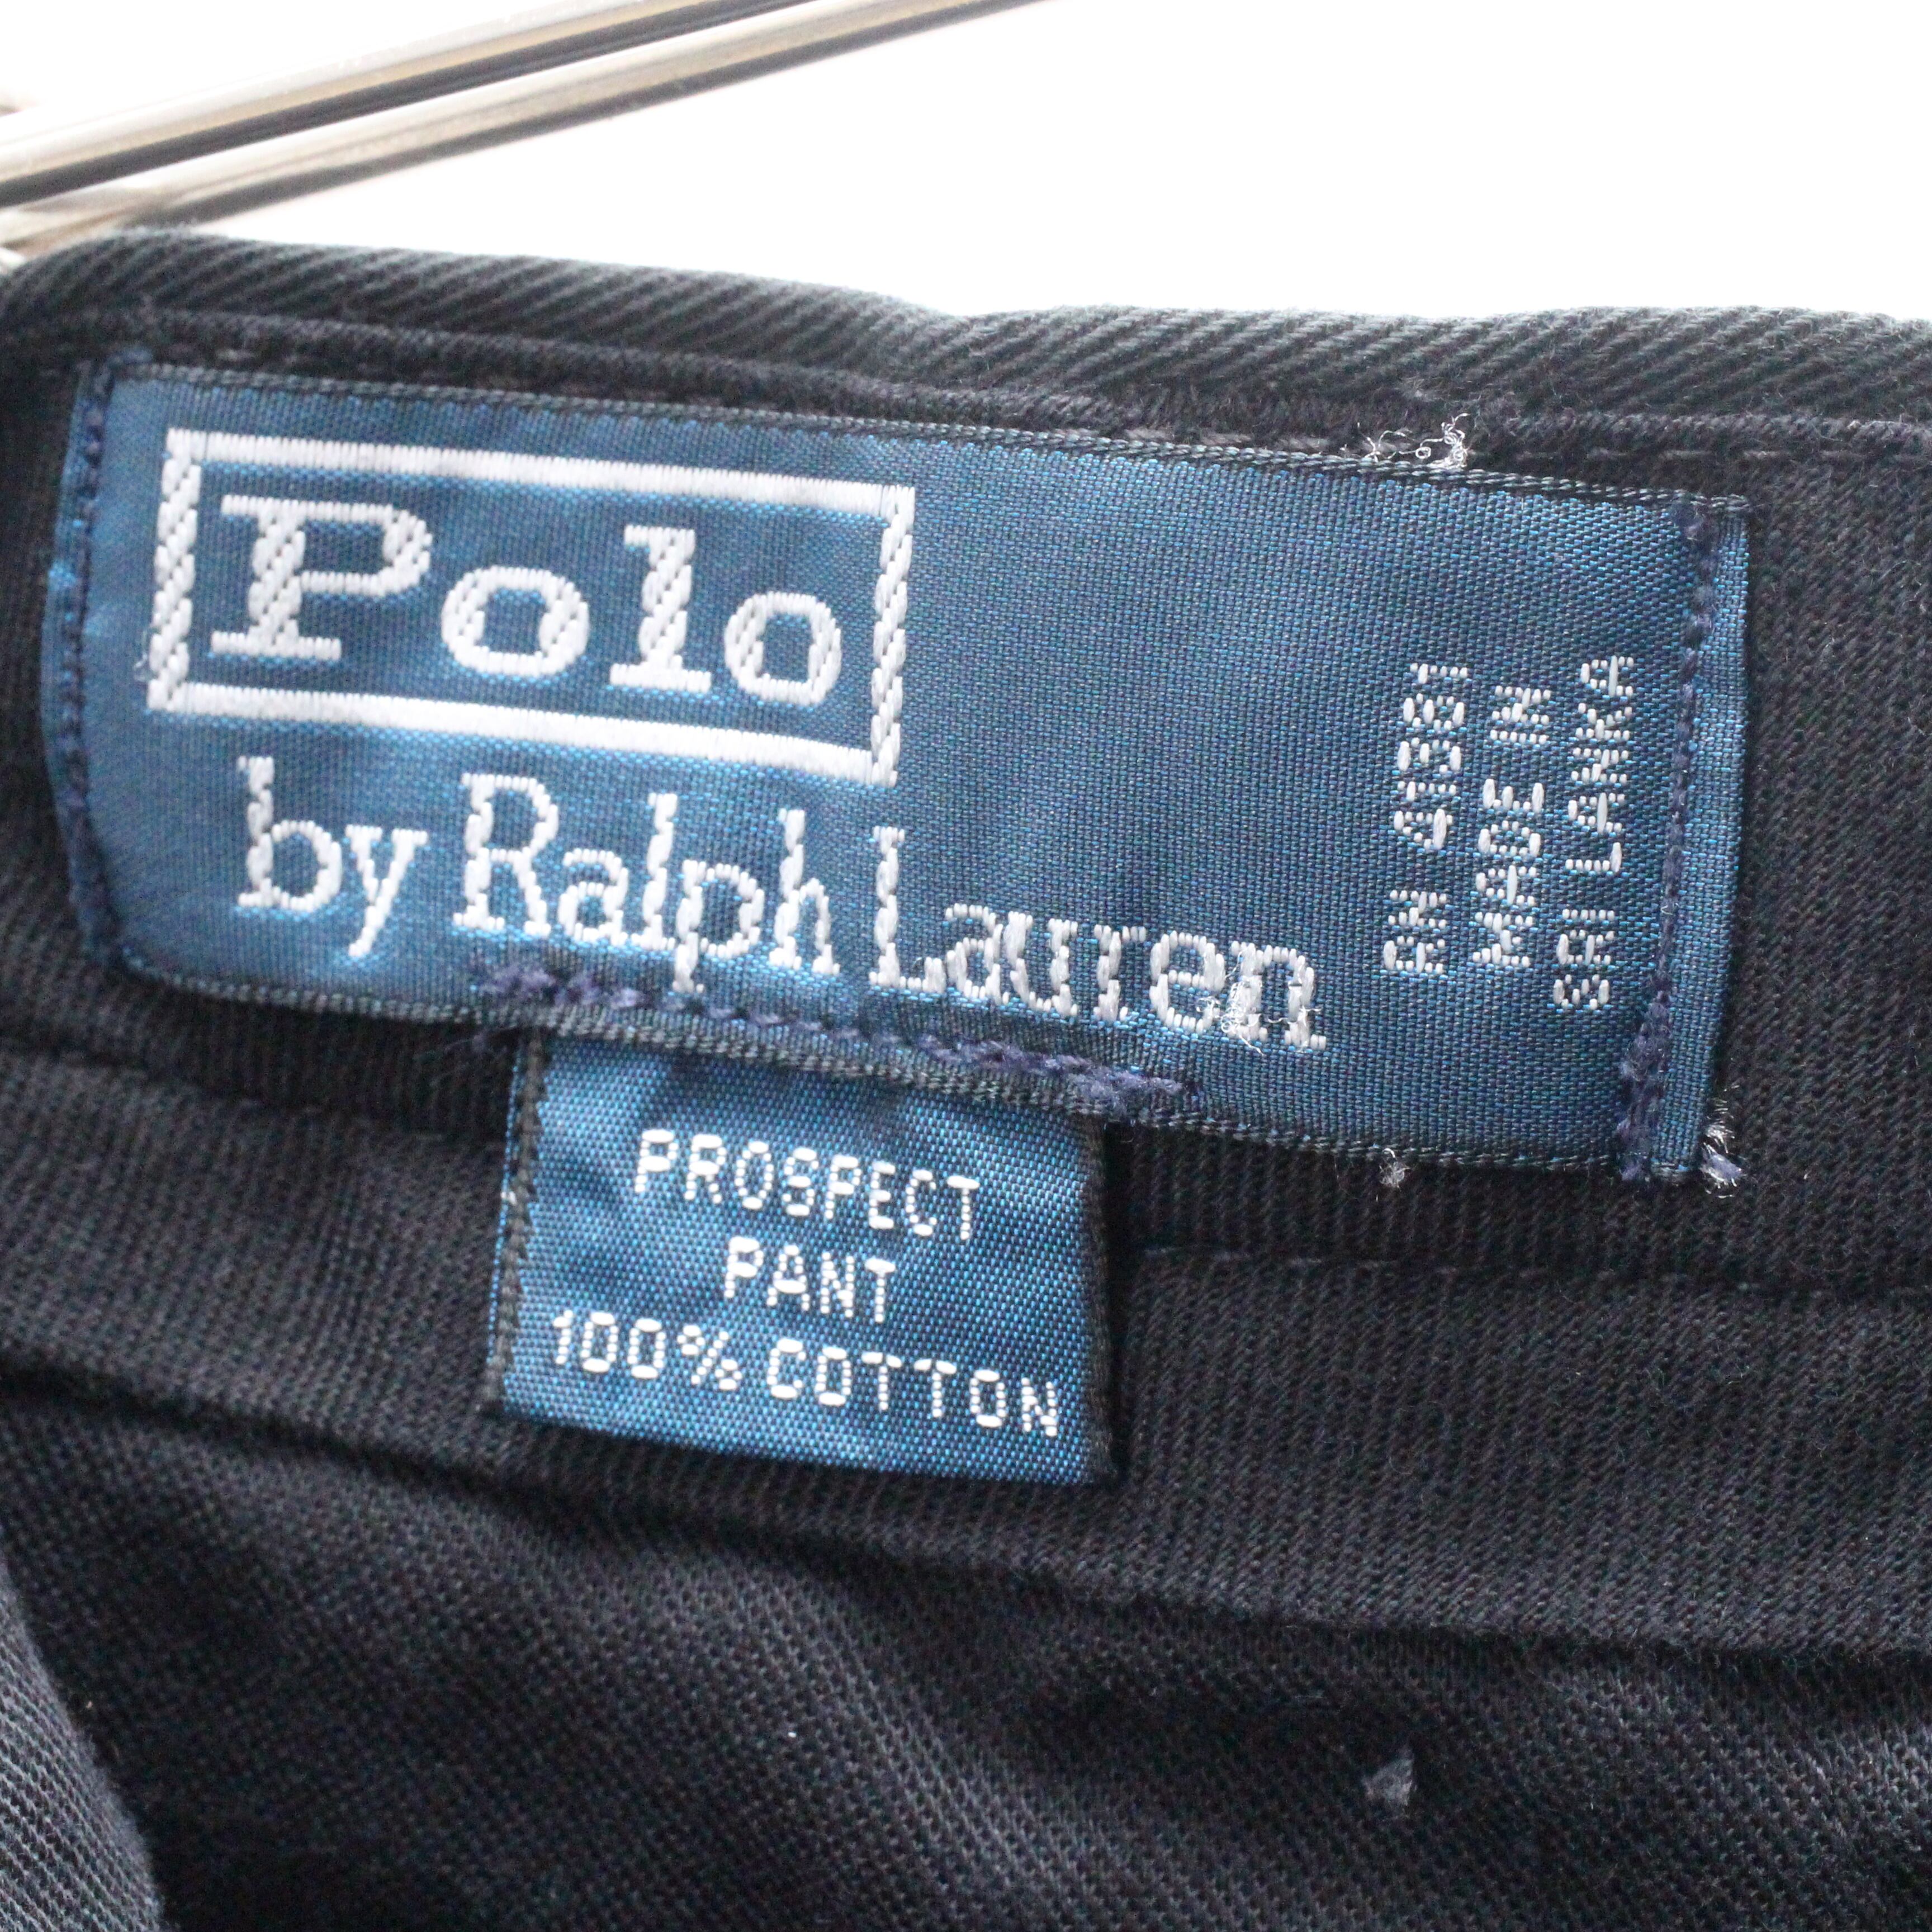 Polo
by Ralph Lauren
RN 41381
MADE IN
SRI LANKA
PROSPECT
PANT
100% COTTON